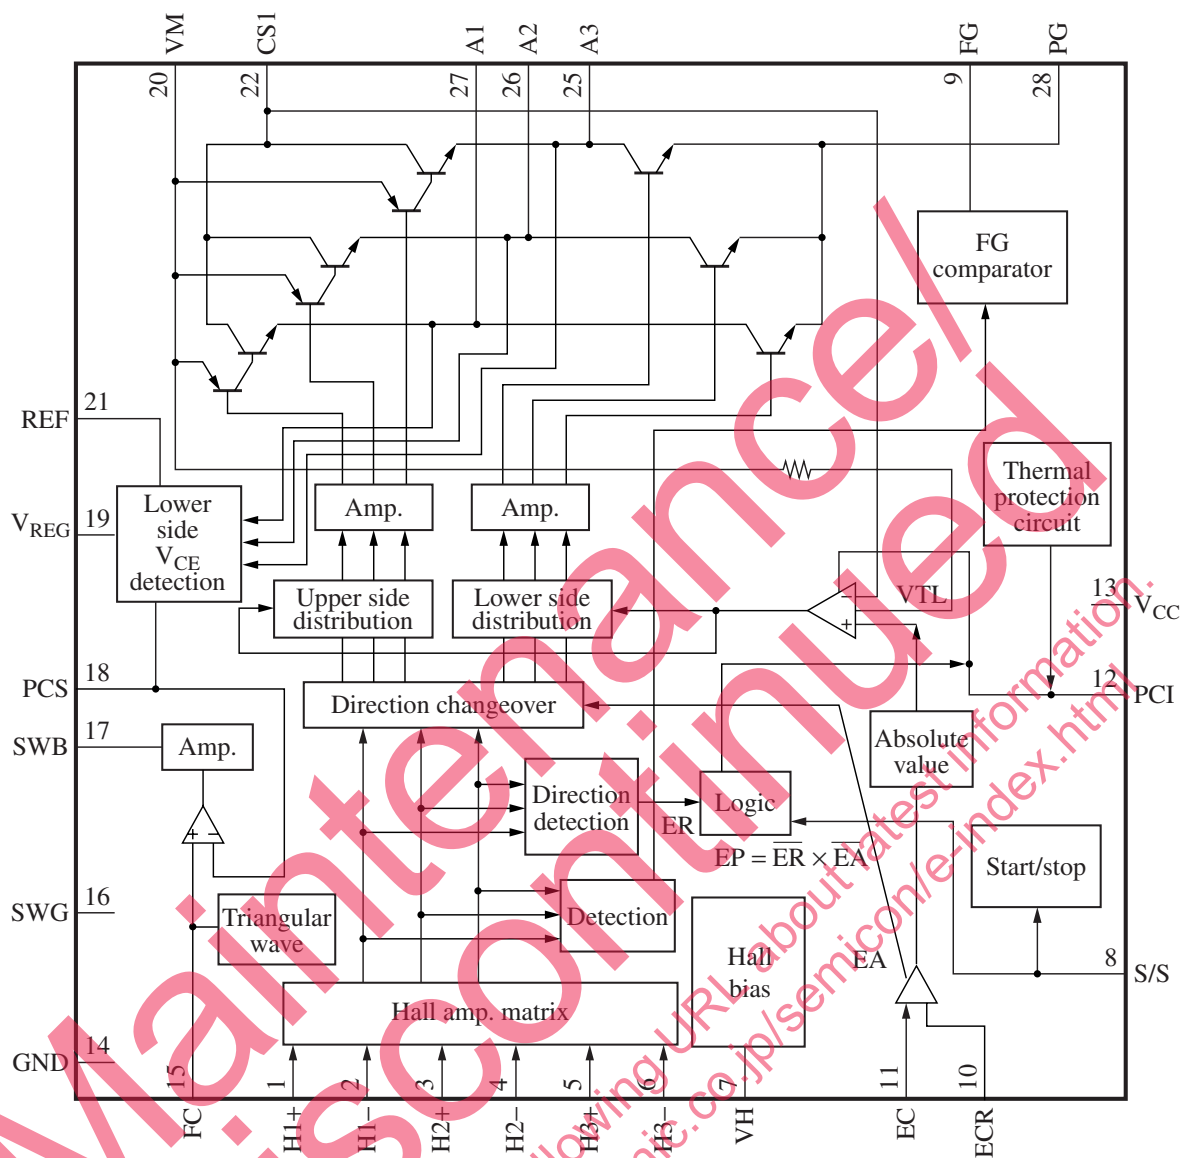 VM
CS1
A1
A2
A3
FG
PG
20
22
27
26
25
9
28
FG
comparator
REF
21
Thermal
protection
circuit
Lower
side
VCE
detection
VREG
19
Amp.
Amp.
Upper side
distribution
Lower side
distribution
VTL
−
+
13
VCC
PCS
18
12
PCI
Direction changeover
SWB
17
Amp.
Absolute
value
Direction
detection
ER
Logic
EP = ER × EA
+ −
Start/stop
SWG
16
Triangular
wave
Detection
Hall
bias
EA
8
S/S
Hall amp. matrix
GND
14
15
1
2
3
4
5
6
7
11
10
FC
H1+
H1−
H2+
H2−
H3+
H3−
VH
EC
ECR
Maintenance/
iscontinued
llowing URL about latest information.
nic.co.jp/semicon/e-index.html